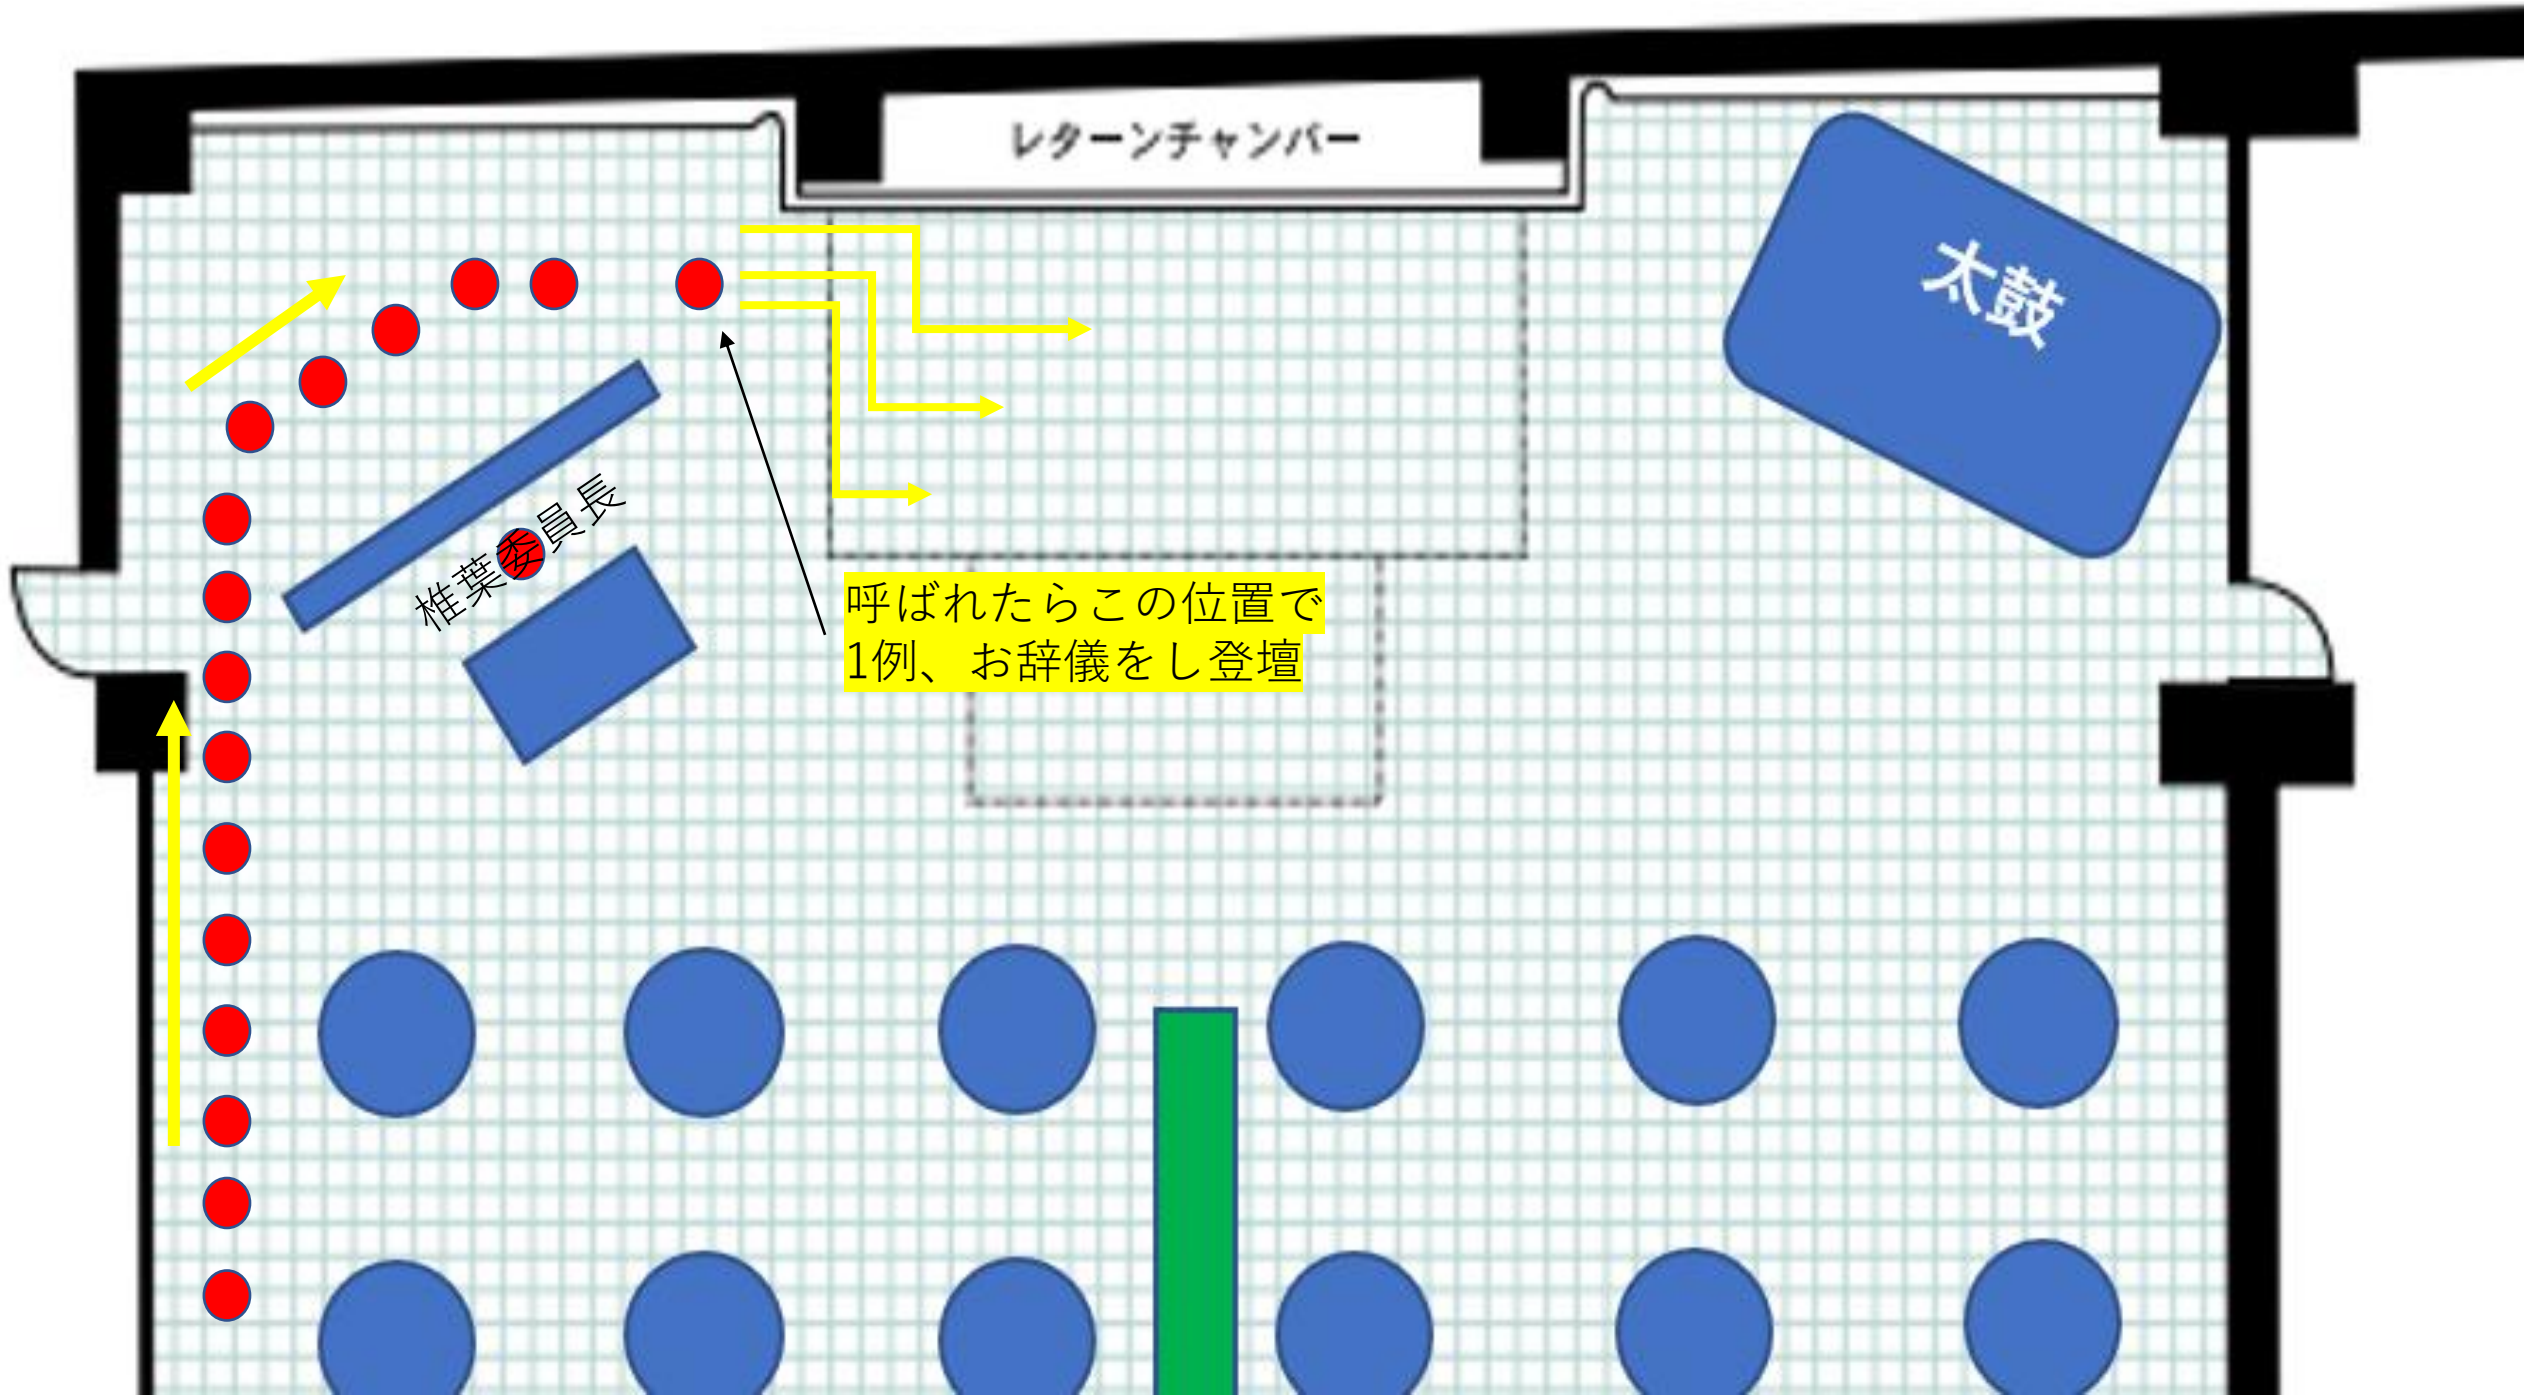 レターンチャンバー
太鼓
椎葉委員長
呼ばれたらこの位置で
1例、お辞儀をし登壇